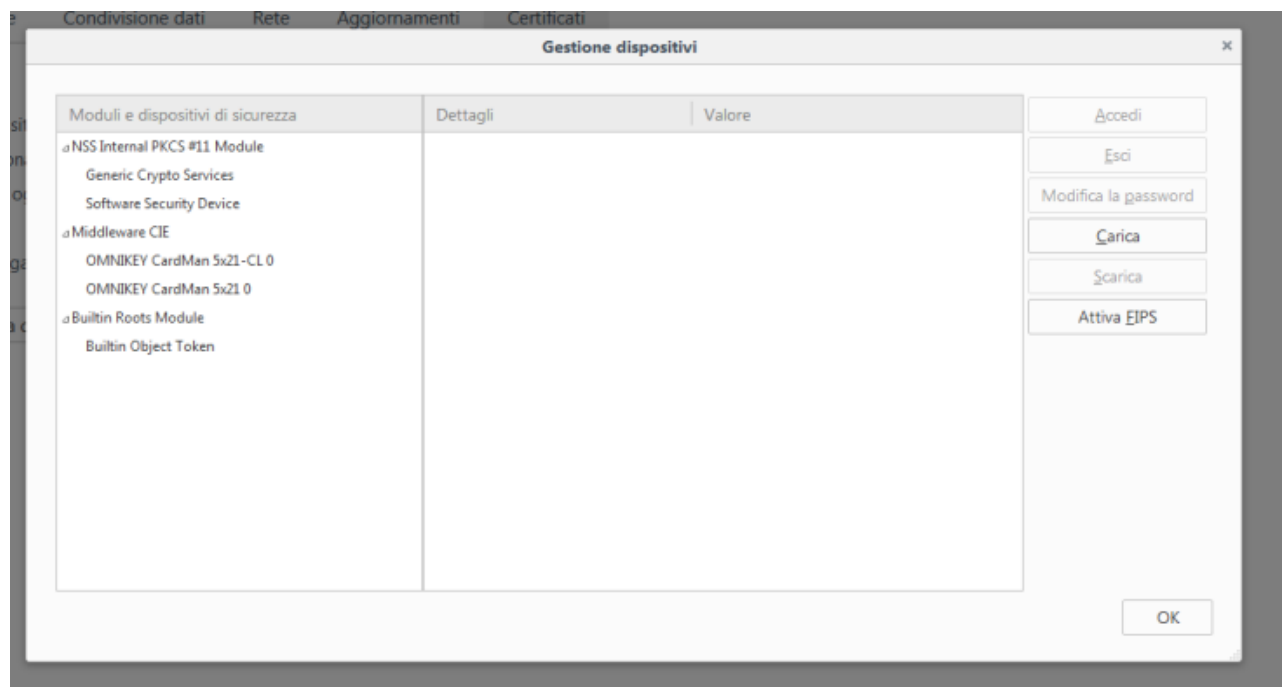 Condivisione dati Rete Aggiornamenti Certificati
Gestione dispositivi ×
Moduli e dispositivi di sicurezza Dettagli Valore Accedi
NSS Internal PKCS #11 Module
Generic Crypto Services
Esci
Software Security Device
Modifica la password
Middleware CIE
Carica
OMNIKEY CardMan 5x21-CL 0
OMNIKEY CardMan 5x21 0
Scarica
Builtin Roots Module
Attiva FIPS
Builtin Object Token
OK